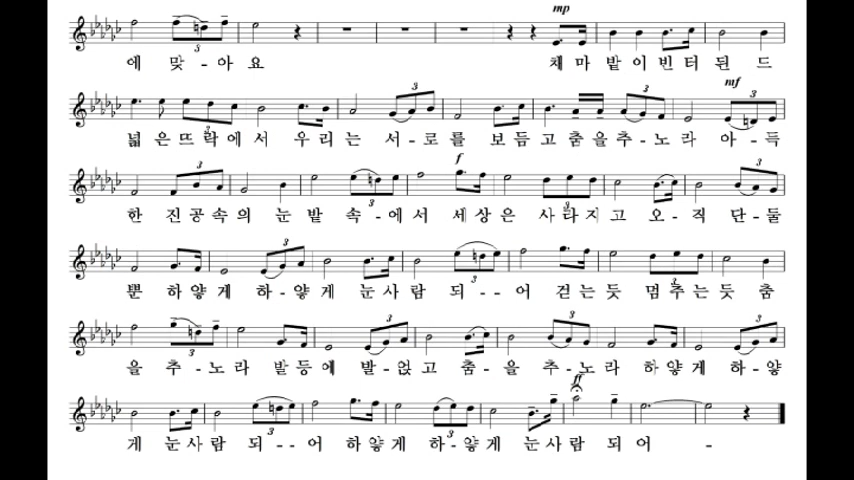 mp
에 맞 - 아 요 채 마 밭 이 빈 터 된 드
mf
넓 은 뜨 락 에 서 우 리 는 서 - 로 를 보 듬 고 춤 을 추 - 노 라 아 - 득
f
한 진 공 속 의 눈 밭 속 - 에 서 세 상 은 사 라 지 고 오 - 직 단 - 둘
뿐 하 얗 게 하 - 얗 게 눈 사 람 되 - - 어 걷 는 듯 멈 추 는 듯 춤
을 추 - 노 라 발 등 에 발 - 얹 고 춤 - 을 추 - 노 라 하 얗 게 하 - 얗
ff
게 눈 사 람 되 - - 어 하 얗 게 하 - 얗 게 눈 사 람 되 어 -